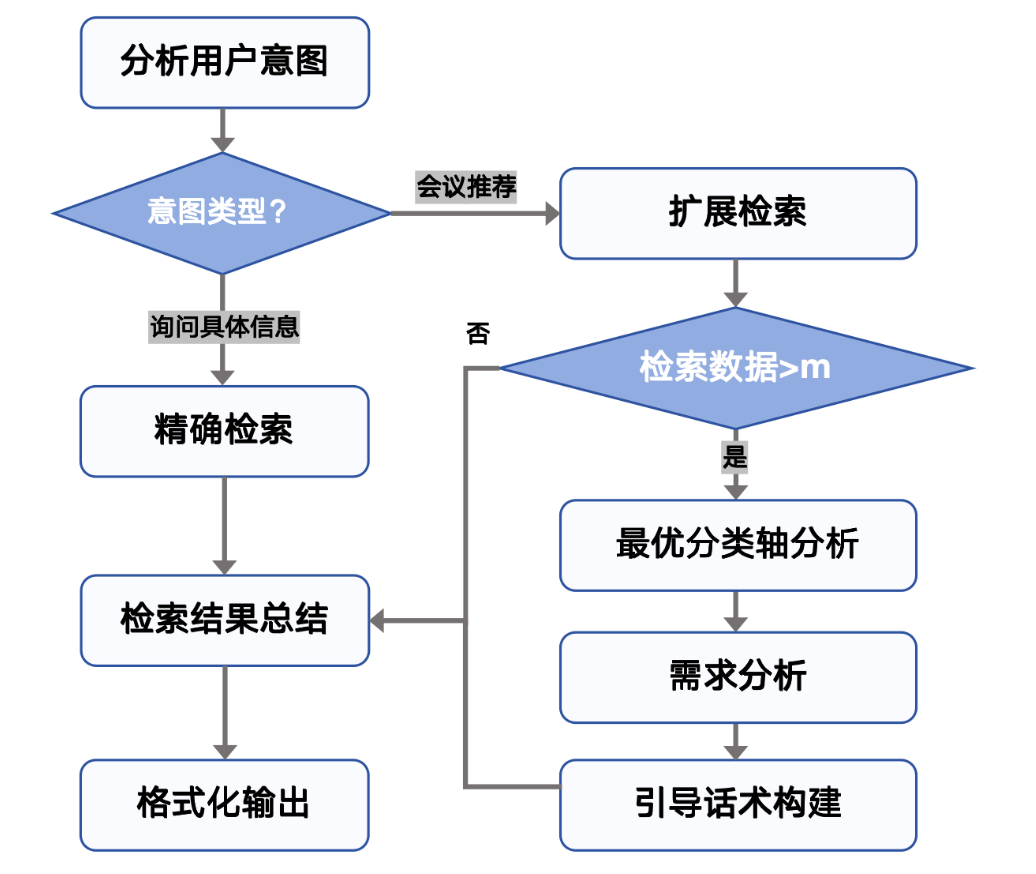 分析用户意图
意图类型?
会议推荐
扩展检索
询问具体信息
否
检索数据>m
精确检索
是
最优分类轴分析
检索结果总结
需求分析
格式化输出
引导话术构建